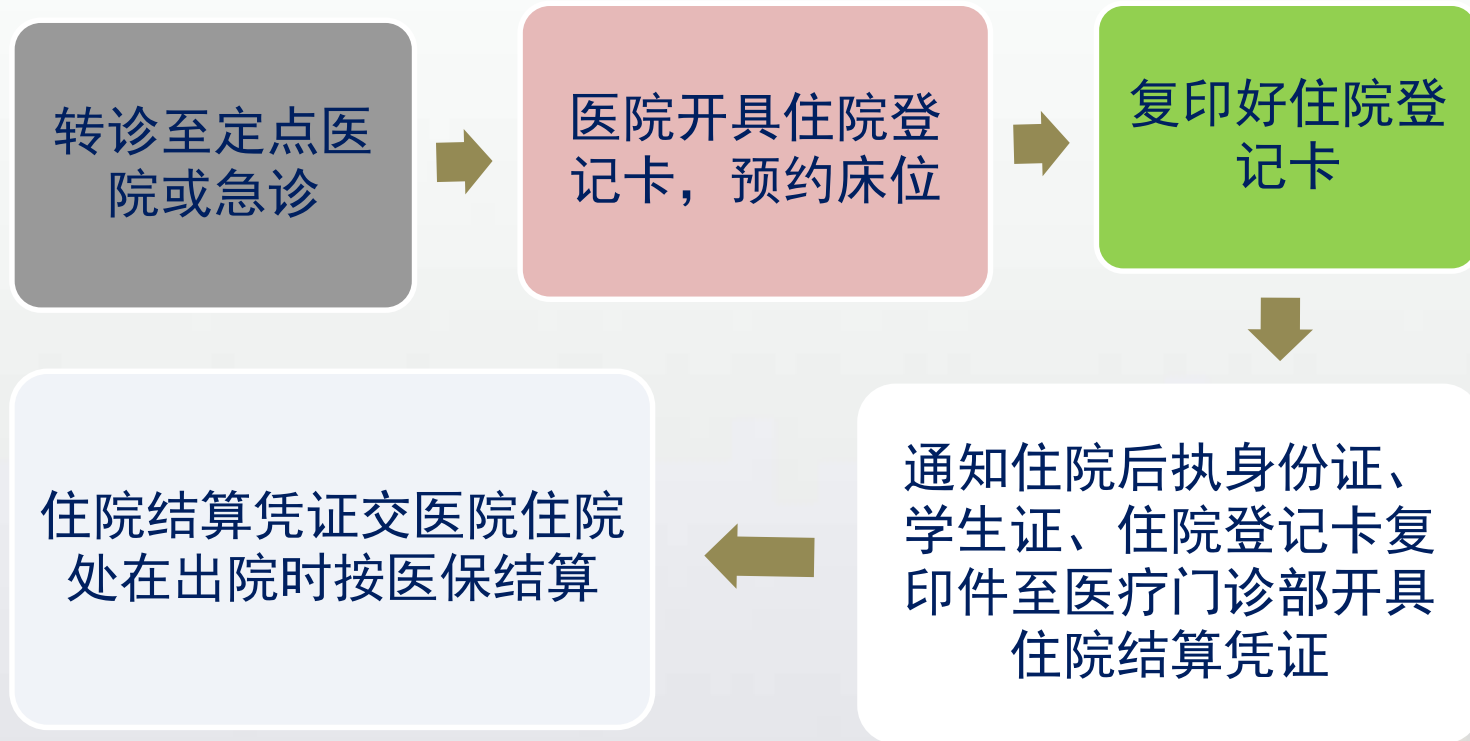 转诊至定点医
院或急诊
医院开具住院登
记卡，预约床位
复印好住院登
记卡
通知住院后执身份证、
学生证、住院登记卡复
印件至医疗门诊部开具
住院结算凭证
住院结算凭证交医院住院
处在出院时按医保结算